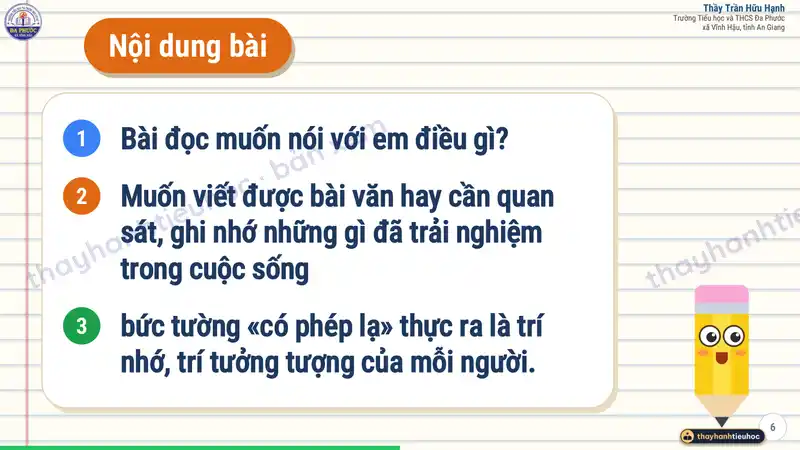 Thầy Trần Hữu Hạnh
Trường Tiểu học và THCS Đa Phước
xã Vĩnh Hậu, tỉnh An Giang
ĐA PHƯỚC
Nội dung bài
1 Bài đọc muốn nói với em điều gì?
2 Muốn viết được bài văn hay cần quan
sát, ghi nhớ những gì đã trải nghiệm
trong cuộc sống
3 bức tường «có phép lạ» thực ra là trí
nhớ, trí tưởng tượng của mỗi người.
thayhanhtieuhoc
6